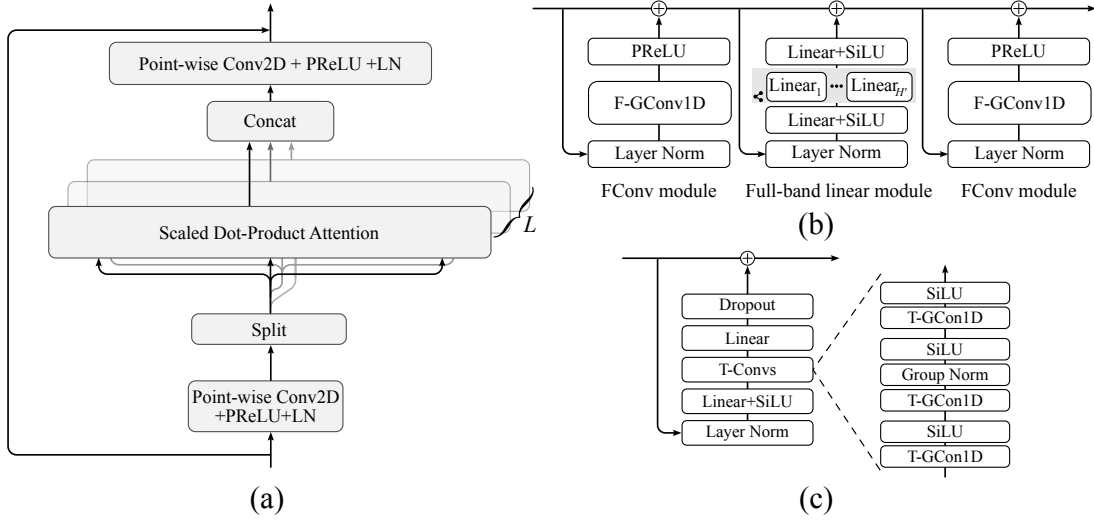 Point-wise Conv2D + PReLU +LN
Concat
Scaled Dot-Product Attention
L
Split
Point-wise Conv2D
+PReLU+LN
(a)
PReLU
F-GConv1D
Layer Norm
FConv module
Linear+SiLU
Linear1 ... LinearH'
Linear+SiLU
Layer Norm
Full-band linear module
PReLU
F-GConv1D
Layer Norm
FConv module
(b)
Dropout
Linear
T-Convs
Linear+SiLU
Layer Norm
SiLU
T-GCon1D
SiLU
Group Norm
T-GCon1D
SiLU
T-GCon1D
(c)